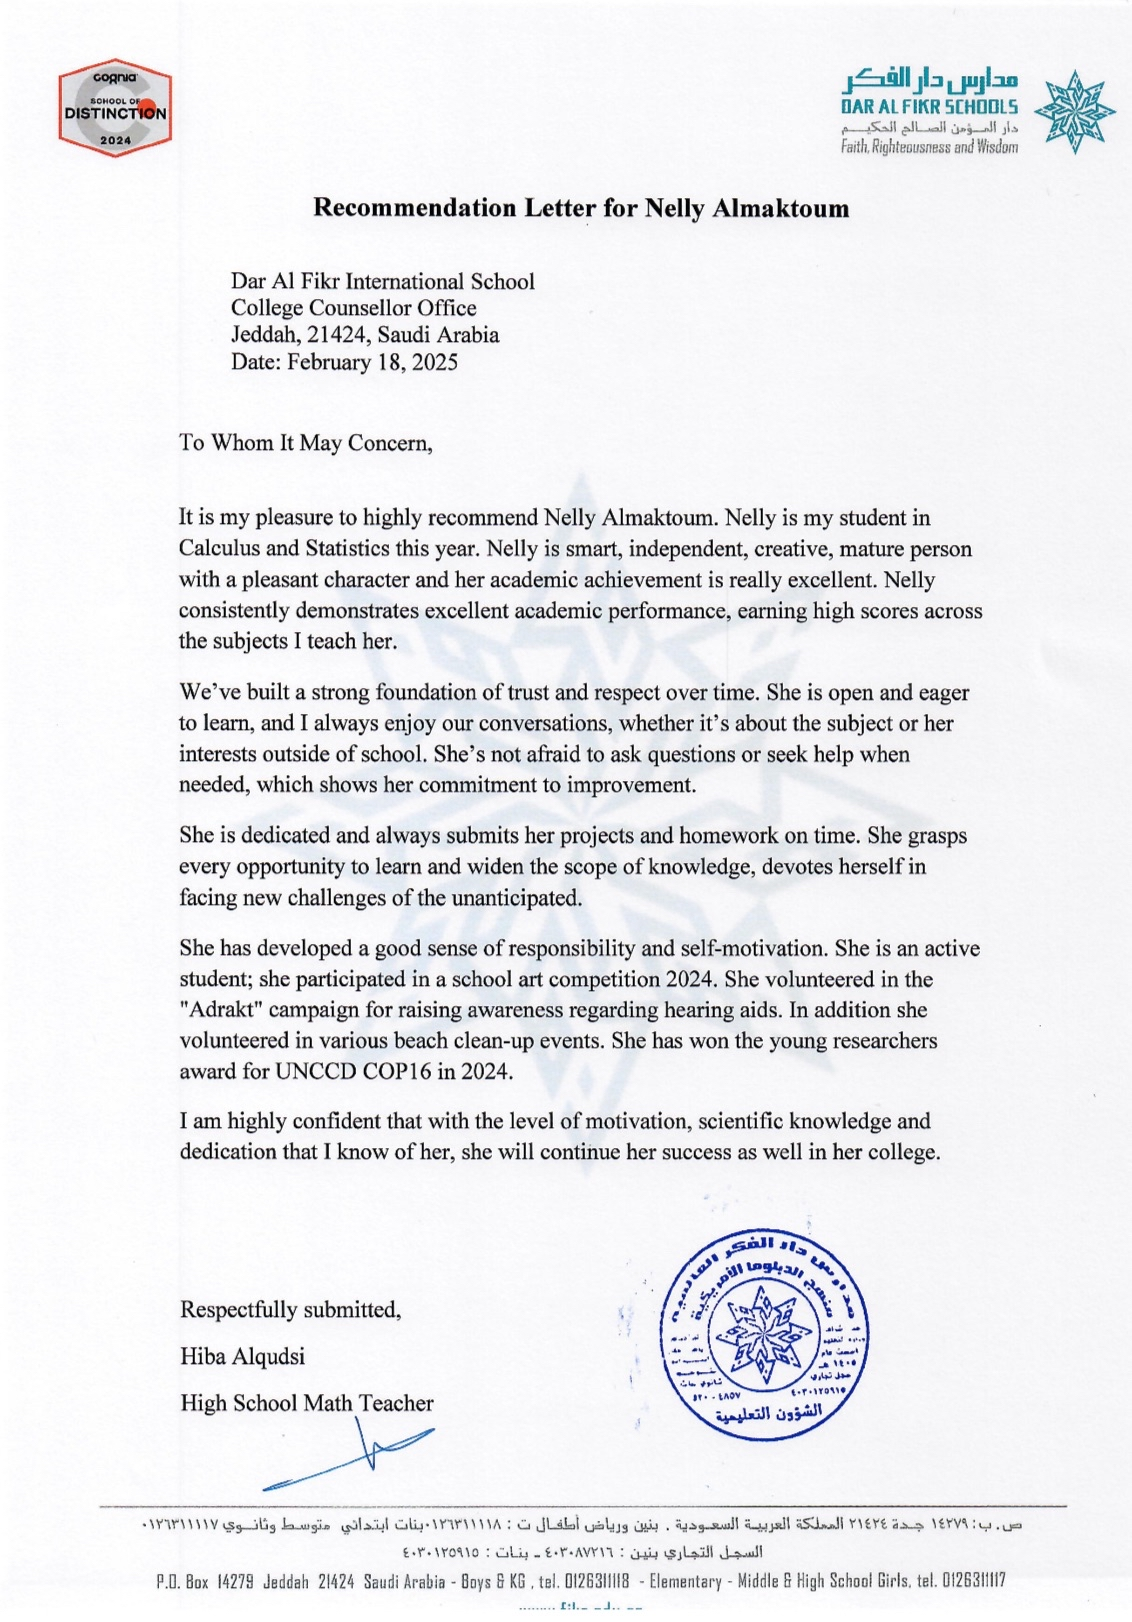 cognia
SCHOOL OF
DISTINCTION
2024
مدارس دار الفكر
DAR AL FIKR SCHOOLS
دار المؤمن الصالح الحكيم
Faith, Righteousness and Wisdom
Recommendation Letter for Nelly Almaktoum
Dar Al Fikr International School
College Counsellor Office
Jeddah, 21424, Saudi Arabia
Date: February 18, 2025
To Whom It May Concern,
It is my pleasure to highly recommend Nelly Almaktoum. Nelly is my student in
Calculus and Statistics this year. Nelly is smart, independent, creative, mature person
with a pleasant character and her academic achievement is really excellent. Nelly
consistently demonstrates excellent academic performance, earning high scores across
the subjects I teach her.
We’ve built a strong foundation of trust and respect over time. She is open and eager
to learn, and I always enjoy our conversations, whether it’s about the subject or her
interests outside of school. She’s not afraid to ask questions or seek help when
needed, which shows her commitment to improvement.
She is dedicated and always submits her projects and homework on time. She grasps
every opportunity to learn and widen the scope of knowledge, devotes herself in
facing new challenges of the unanticipated.
She has developed a good sense of responsibility and self-motivation. She is an active
student; she participated in a school art competition 2024. She volunteered in the
"Adrakt" campaign for raising awareness regarding hearing aids. In addition she
volunteered in various beach clean-up events. She has won the young researchers
award for UNCCD COP16 in 2024.
I am highly confident that with the level of motivation, scientific knowledge and
dedication that I know of her, she will continue her success as well in her college.
مدارس دار الفكر العالمية
منهج الدبلوما الأمريكية
أسست عام
١٤٠٥ هـ
سجل تجاري
٤٠٣٠١٢٥٩١٥
الشؤون التعليمية
Respectfully submitted,
Hiba Alqudsi
High School Math Teacher
ص.ب: ١٤٢٧٩ جدة ٢١٤٢٤ المملكة العربية السعودية . بنين ورياض أطفال ت : ٠١٢٦٣١١١١٨ بنات ابتدائي متوسط وثانوي ٠١٢٦٣١١١١٧
السجل التجاري بنين : ٤٠٣٠٨٧٢١٦ - بنات : ٤٠٣٠١٢٥٩١٥
P.O. Box 14279 Jeddah 21424 Saudi Arabia - Boys & KG , tel. 0126311118 - Elementary - Middle & High School Girls, tel. 0126311117